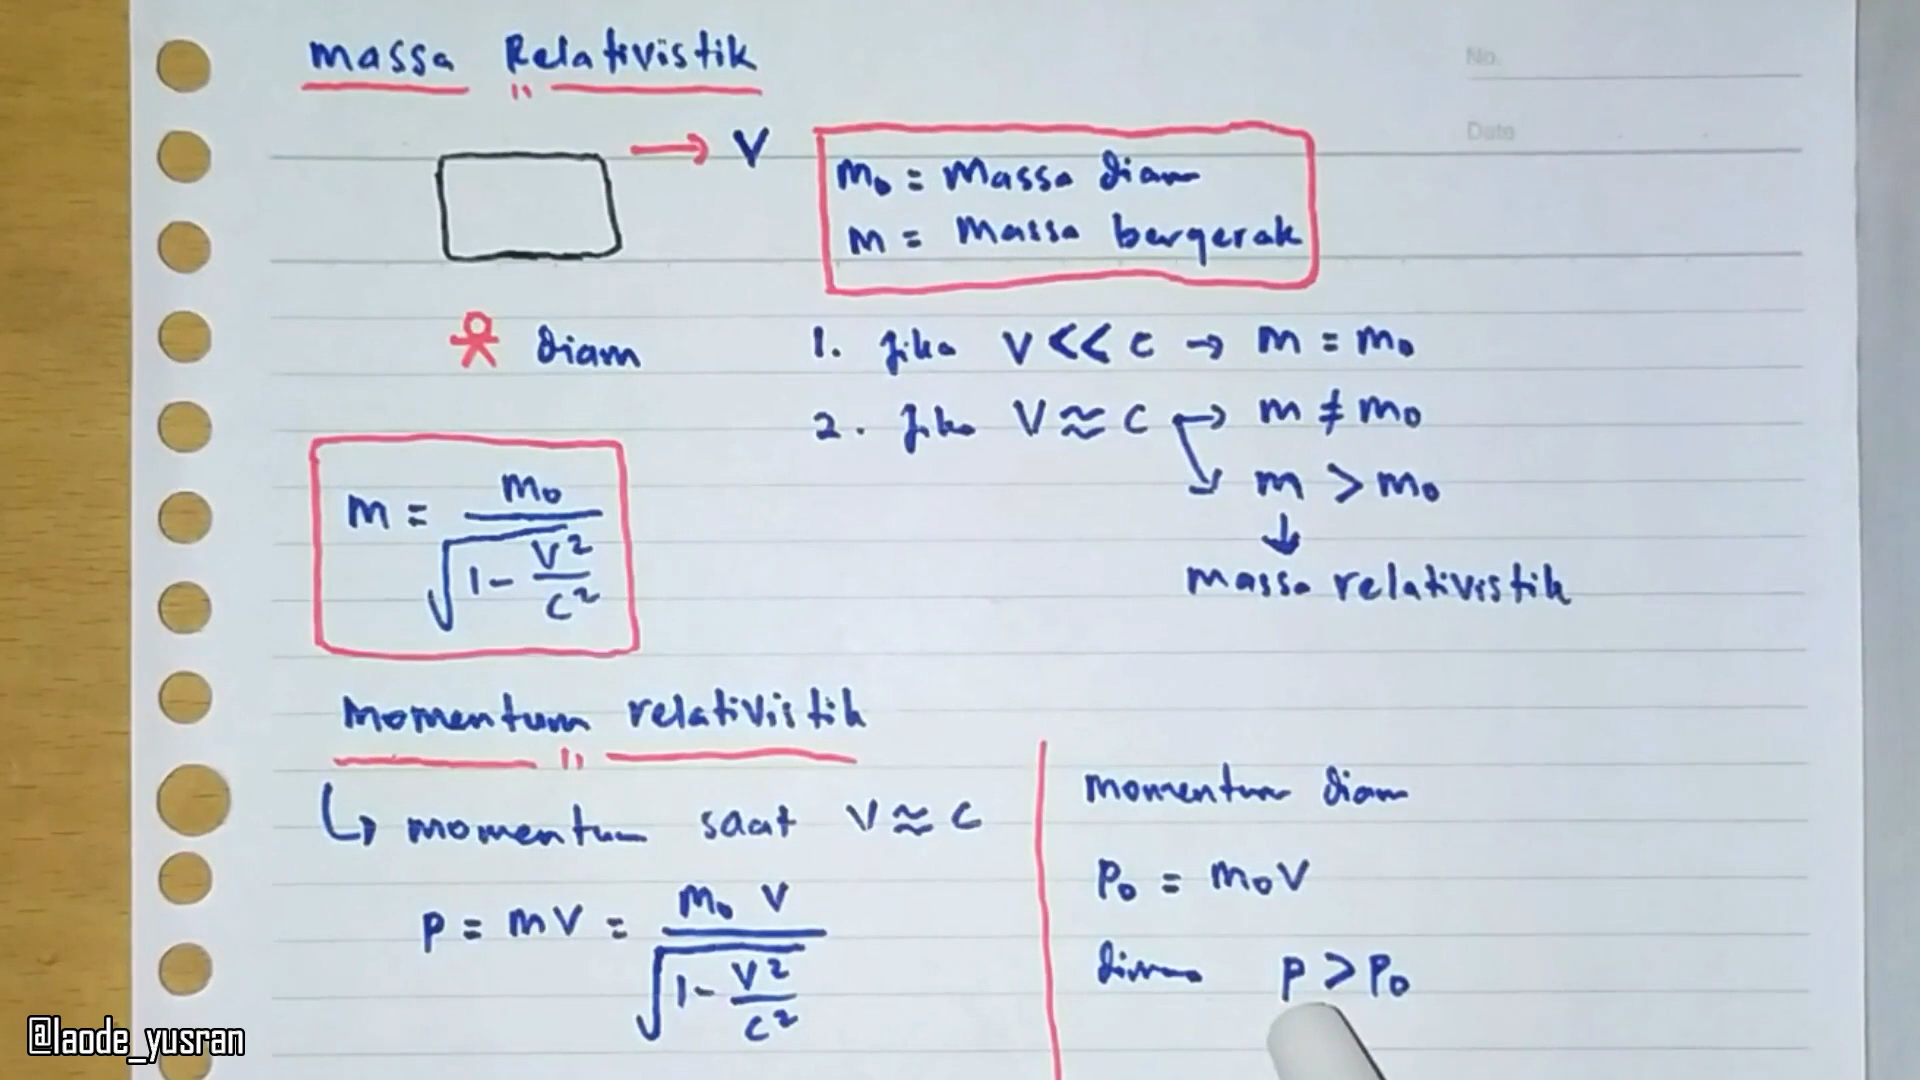 massa Relativistik
No.
Date
V
m₀ = Massa diam
m = Massa bergerak
diam
1. Jika V << c → m = m₀
2. Jika V ≈ c → m ≠ m₀
↳ m > m₀
↓
massa relativistik
m = m₀ / √(1 - V²/c²)
momentum relativistik
↳ momentum saat V ≈ c
p = mV = m₀ V / √(1 - V²/c²)
momentum diam
p₀ = m₀V
dimana p > p₀
@laode_yusran